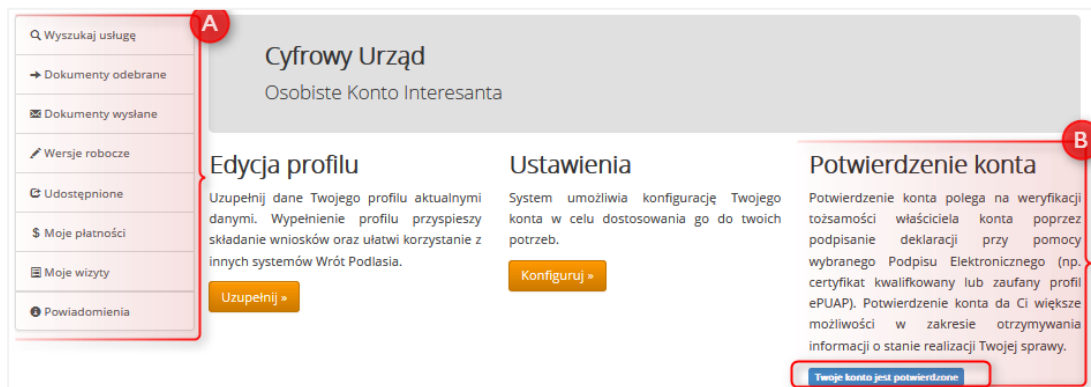 A
Wyszukaj usługę
Dokumenty odebrane
Dokumenty wysłane
Wersje robocze
Udostępnione
$ Moje płatności
Moje wizyty
Powiadomienia
Cyfrowy Urząd
Osobiste Konto Interesanta
Edycja profilu
Uzupełnij dane Twojego profilu aktualnymi
danymi. Wypełnienie profilu przyspieszy
składanie wniosków oraz ułatwi korzystanie z
innych systemów Wrót Podlasia.
Uzupełnij »
Ustawienia
System umożliwia konfigurację Twojego
konta w celu dostosowania go do twoich
potrzeb.
Konfiguruj »
B
Potwierdzenie konta
Potwierdzenie konta polega na weryfikacji
tożsamości właściciela konta poprzez
podpisanie deklaracji przy pomocy
wybranego Podpisu Elektronicznego (np.
certyfikat kwalifkowany lub zaufany profil
ePUAP). Potwierdzenie konta da Ci większe
możliwości w zakresie otrzymywania
informacji o stanie realizacji Twojej sprawy.
Twoje konto jest potwierdzone